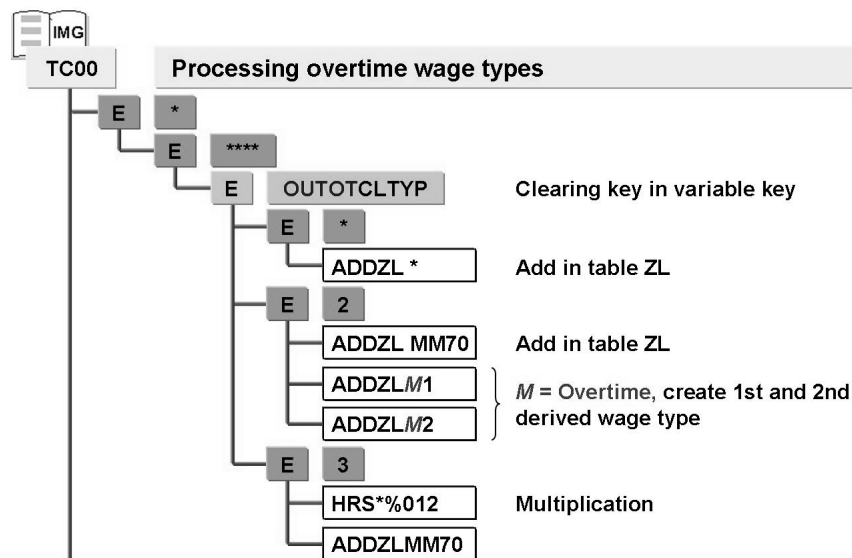 IMG
TC00 Processing overtime wage types
E *
E ****
E OUTOTCLTYP Clearing key in variable key
E *
ADDZL * Add in table ZL
E 2
ADDZL MM70 Add in table ZL
ADDZLM1 M = Overtime, create 1st and 2nd
ADDZLM2 derived wage type
E 3
HRS*%012 Multiplication
ADDZLMM70